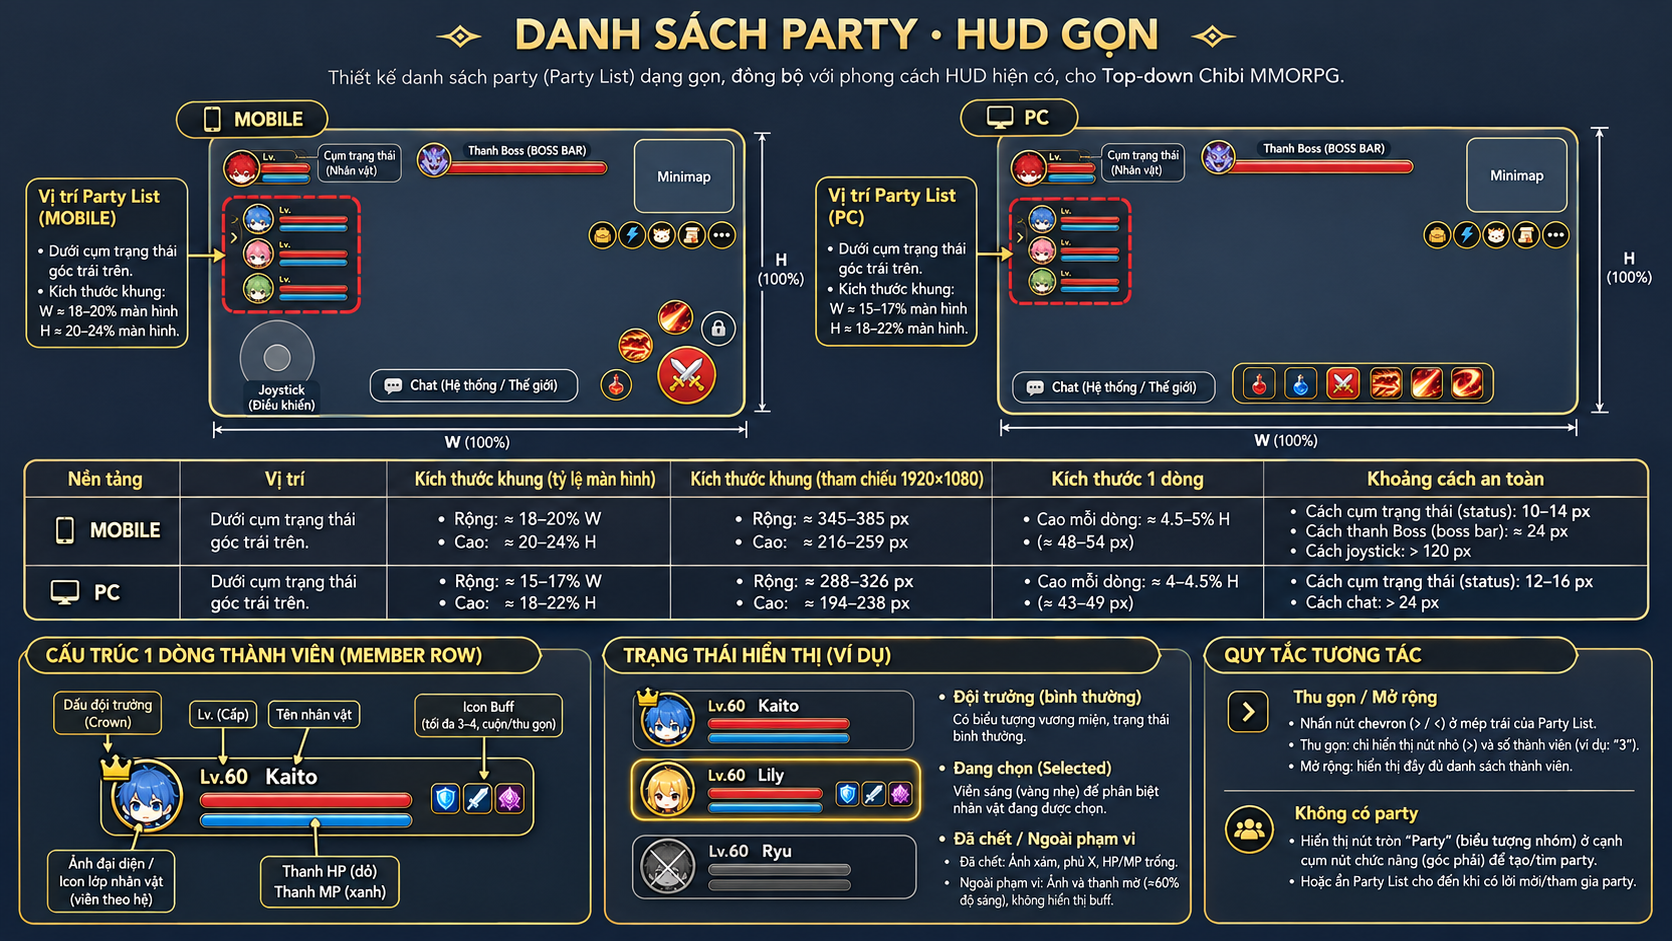 DANH SÁCH PARTY · HUD GỌN
Thiết kế danh sách party (Party List) dạng gọn, đồng bộ với phong cách HUD hiện có, cho Top-down Chibi MMORPG.
MOBILE
Vị trí Party List
(MOBILE)
• Dưới cụm trạng thái
góc trái trên.
• Kích thước khung:
W ≈ 18–20% màn hình
H ≈ 20–24% màn hình.
Lv.
Cụm trạng thái
(Nhân vật)
Thanh Boss (BOSS BAR)
Minimap
Lv.
Lv.
Lv.
Joystick
(Điều khiển)
Chat (Hệ thống / Thế giới)
H
(100%)
W (100%)
PC
Vị trí Party List
(PC)
• Dưới cụm trạng thái
góc trái trên.
• Kích thước khung:
W ≈ 15–17% màn hình
H ≈ 18–22% màn hình.
Lv.
Cụm trạng thái
(Nhân vật)
Thanh Boss (BOSS BAR)
Minimap
Lv.
Lv.
Lv.
Chat (Hệ thống / Thế giới)
H
(100%)
W (100%)
Nền tảng
Vị trí
Kích thước khung (tỷ lệ màn hình)
Kích thước khung (tham chiếu 1920×1080)
Kích thước 1 dòng
Khoảng cách an toàn
MOBILE
Dưới cụm trạng thái
góc trái trên.
• Rộng: ≈ 18–20% W
• Cao: ≈ 20–24% H
• Rộng: ≈ 345–385 px
• Cao: ≈ 216–259 px
• Cao mỗi dòng: ≈ 4.5–5% H
• (≈ 48–54 px)
• Cách cụm trạng thái (status): 10–14 px
• Cách thanh Boss (boss bar): ≈ 24 px
• Cách joystick: > 120 px
PC
Dưới cụm trạng thái
góc trái trên.
• Rộng: ≈ 15–17% W
• Cao: ≈ 18–22% H
• Rộng: ≈ 288–326 px
• Cao: ≈ 194–238 px
• Cao mỗi dòng: ≈ 4–4.5% H
• (≈ 43–49 px)
• Cách cụm trạng thái (status): 12–16 px
• Cách chat: > 24 px
CẤU TRÚC 1 DÒNG THÀNH VIÊN (MEMBER ROW)
Dấu đội trưởng
(Crown)
Lv. (Cấp)
Tên nhân vật
Icon Buff
(tối đa 3–4, cuộn/thu gọn)
Lv.60 Kaito
Ảnh đại diện /
Icon lớp nhân vật
(viền theo hệ)
Thanh HP (đỏ)
Thanh MP (xanh)
TRẠNG THÁI HIỂN THỊ (VÍ DỤ)
Lv.60 Kaito
Lv.60 Lily
Lv.60 Ryu
• Đội trưởng (bình thường)
Có biểu tượng vương miện, trạng thái
bình thường.
• Đang chọn (Selected)
Viền sáng (vàng nhẹ) để phân biệt
nhân vật đang được chọn.
• Đã chết / Ngoài phạm vi
• Đã chết: Ảnh xám, phủ X, HP/MP trống.
• Ngoài phạm vi: Ảnh và thanh mờ (≈60%
độ sáng), không hiển thị buff.
QUY TẮC TƯƠNG TÁC
Thu gọn / Mở rộng
• Nhấn nút chevron (> / <) ở mép trái của Party List.
• Thu gọn: chỉ hiển thị nút nhỏ (>) và số thành viên (ví dụ: “3”).
• Mở rộng: hiển thị đầy đủ danh sách thành viên.
Không có party
• Hiển thị nút tròn “Party” (biểu tượng nhóm) ở cạnh
cụm nút chức năng (góc phải) để tạo/tìm party.
• Hoặc ẩn Party List cho đến khi có lời mời/tham gia party.